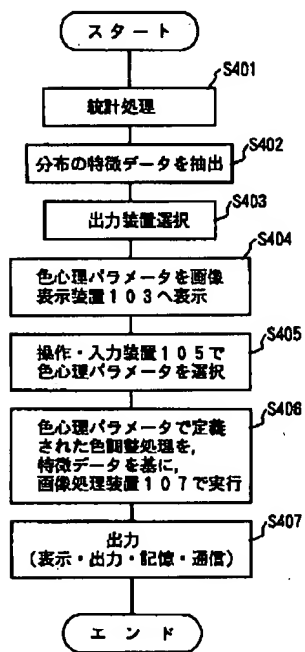 スタート
S401
統計処理
S402
分布の特徴データを抽出
S403
出力装置選択
S404
色心理パラメータを画像
表示装置103へ表示
S405
操作・入力装置105で
色心理パラメータを選択
S406
色心理パラメータで定義
された色調整処理を,
特徴データを基に,
画像処理装置107で実行
S407
出力
(表示・出力・記憶・通信)
エンド